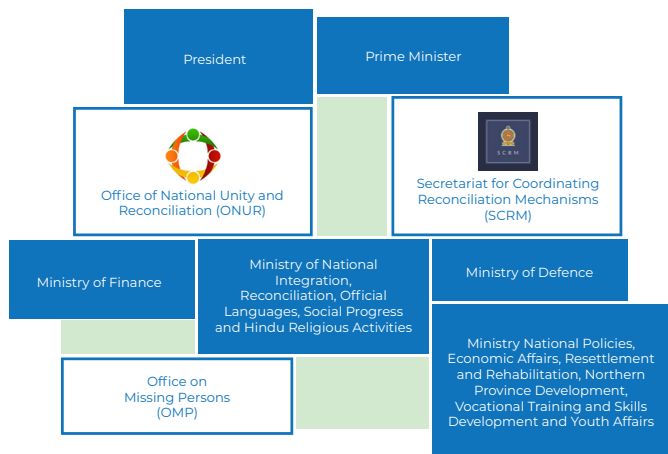 President
Prime Minister
Office of National Unity and
Reconciliation (ONUR)
SCRM
Secretariat for Coordinating
Reconciliation Mechanisms
(SCRM)
Ministry of Finance
Ministry of National
Integration,
Reconciliation, Official
Languages, Social Progress
and Hindu Religious Activities
Ministry of Defence
Office on
Missing Persons
(OMP)
Ministry National Policies,
Economic Affairs, Resettlement
and Rehabilitation, Northern
Province Development,
Vocational Training and Skills
Development and Youth Affairs